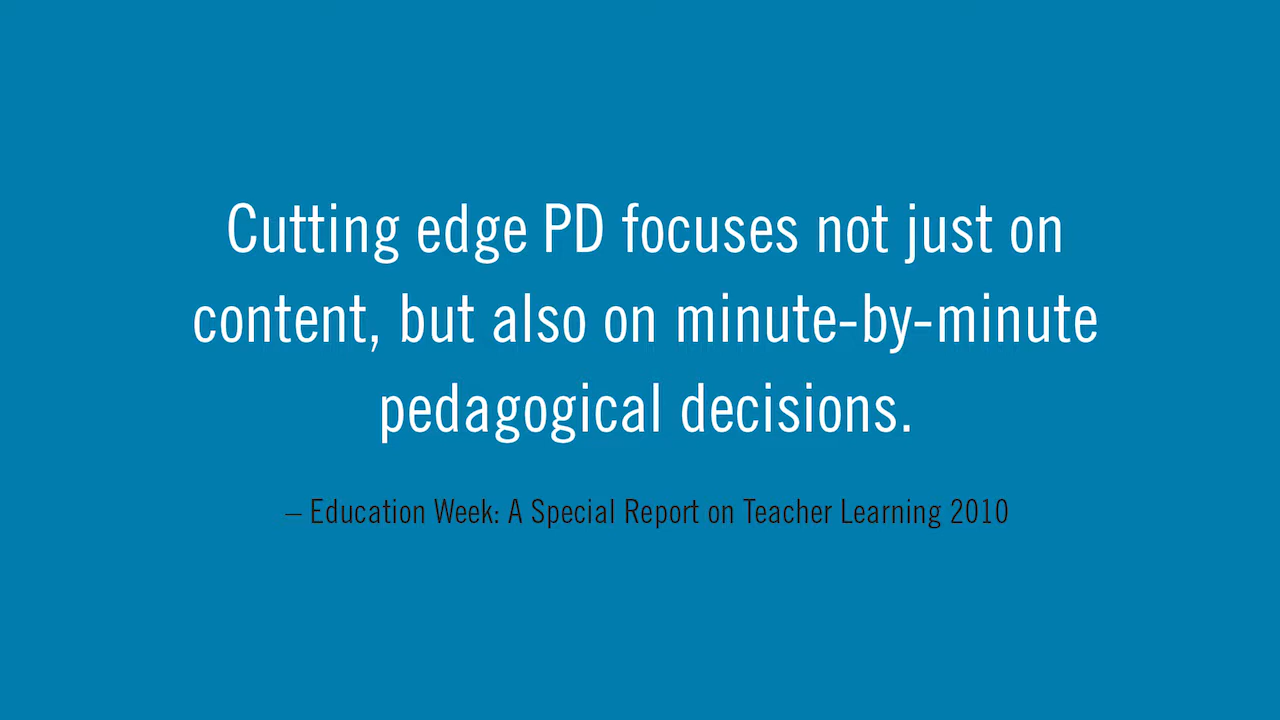 Cutting edge PD focuses not just on
content, but also on minute-by-minute
pedagogical decisions.
– Education Week: A Special Report on Teacher Learning 2010